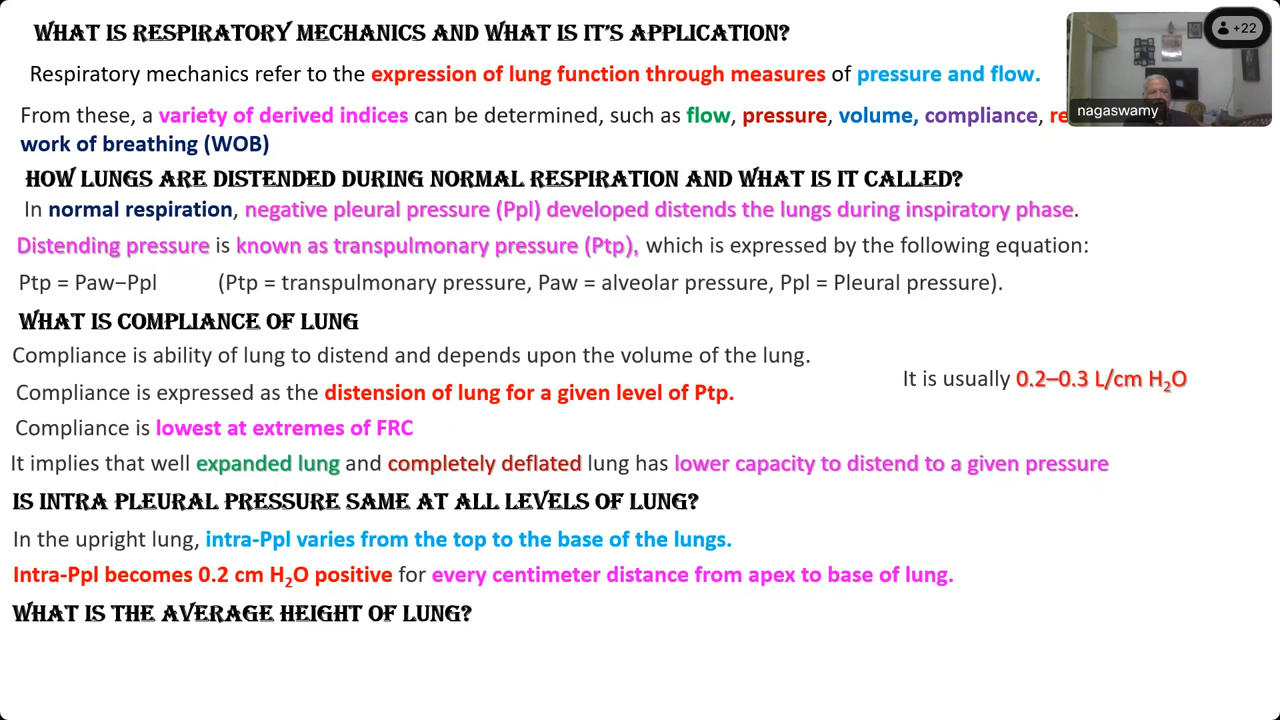 WHAT IS RESPIRATORY MECHANICS AND WHAT IS IT'S APPLICATION?
+22
Respiratory mechanics refer to the expression of lung function through measures of pressure and flow.
nagaswamy
From these, a variety of derived indices can be determined, such as flow, pressure, volume, compliance, re
work of breathing (WOB)
HOW LUNGS ARE DISTENDED DURING NORMAL RESPIRATION AND WHAT IS IT CALLED?
In normal respiration, negative pleural pressure (Ppl) developed distends the lungs during inspiratory phase.
Distending pressure is known as transpulmonary pressure (Ptp), which is expressed by the following equation:
Ptp = Paw−Ppl (Ptp = transpulmonary pressure, Paw = alveolar pressure, Ppl = Pleural pressure).
WHAT IS COMPLIANCE OF LUNG
Compliance is ability of lung to distend and depends upon the volume of the lung.
It is usually 0.2–0.3 L/cm H₂O
Compliance is expressed as the distension of lung for a given level of Ptp.
Compliance is lowest at extremes of FRC
It implies that well expanded lung and completely deflated lung has lower capacity to distend to a given pressure
IS INTRA PLEURAL PRESSURE SAME AT ALL LEVELS OF LUNG?
In the upright lung, intra-Ppl varies from the top to the base of the lungs.
Intra-Ppl becomes 0.2 cm H₂O positive for every centimeter distance from apex to base of lung.
WHAT IS THE AVERAGE HEIGHT OF LUNG?